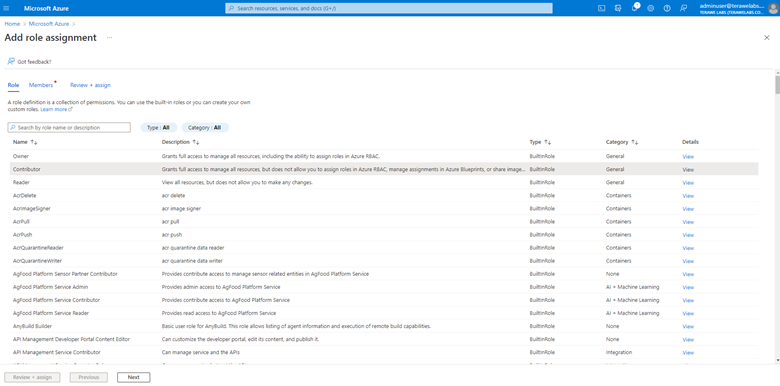 Microsoft Azure
Search resources, services, and docs (G+/)
1
adminuser@terawelabs....
TERAWE LABS (TERAWELABS.CO...
Home > Microsoft Azure >
Add role assignment ...
Got feedback?
Role Members * Review + assign
A role definition is a collection of permissions. You can use the built-in roles or you can create your own
custom roles. Learn more
Search by role name or description Type : All Category : All
Name ↑↓ Description ↑↓ Type ↑↓ Category ↑↓ Details
Owner Grants full access to manage all resources, including the ability to assign roles in Azure RBAC. BuiltInRole General View
Contributor Grants full access to manage all resources, but does not allow you to assign roles in Azure RBAC, manage assignments in Azure Blueprints, or share image... BuiltInRole General View
Reader View all resources, but does not allow you to make any changes. BuiltInRole General View
AcrDelete acr delete BuiltInRole Containers View
AcrImageSigner acr image signer BuiltInRole Containers View
AcrPull acr pull BuiltInRole Containers View
AcrPush acr push BuiltInRole Containers View
AcrQuarantineReader acr quarantine data reader BuiltInRole Containers View
AcrQuarantineWriter acr quarantine data writer BuiltInRole Containers View
AgFood Platform Sensor Partner Contributor Provides contribute access to manage sensor related entities in AgFood Platform Service BuiltInRole None View
AgFood Platform Service Admin Provides admin access to AgFood Platform Service BuiltInRole AI + Machine Learning View
AgFood Platform Service Contributor Provides contribute access to AgFood Platform Service BuiltInRole AI + Machine Learning View
AgFood Platform Service Reader Provides read access to AgFood Platform Service BuiltInRole AI + Machine Learning View
AnyBuild Builder Basic user role for AnyBuild. This role allows listing of agent information and execution of remote build capabilities. BuiltInRole None View
API Management Developer Portal Content Editor Can customize the developer portal, edit its content, and publish it. BuiltInRole None View
API Management Service Contributor Can manage service and the APIs BuiltInRole Integration View
Review + assign Previous Next